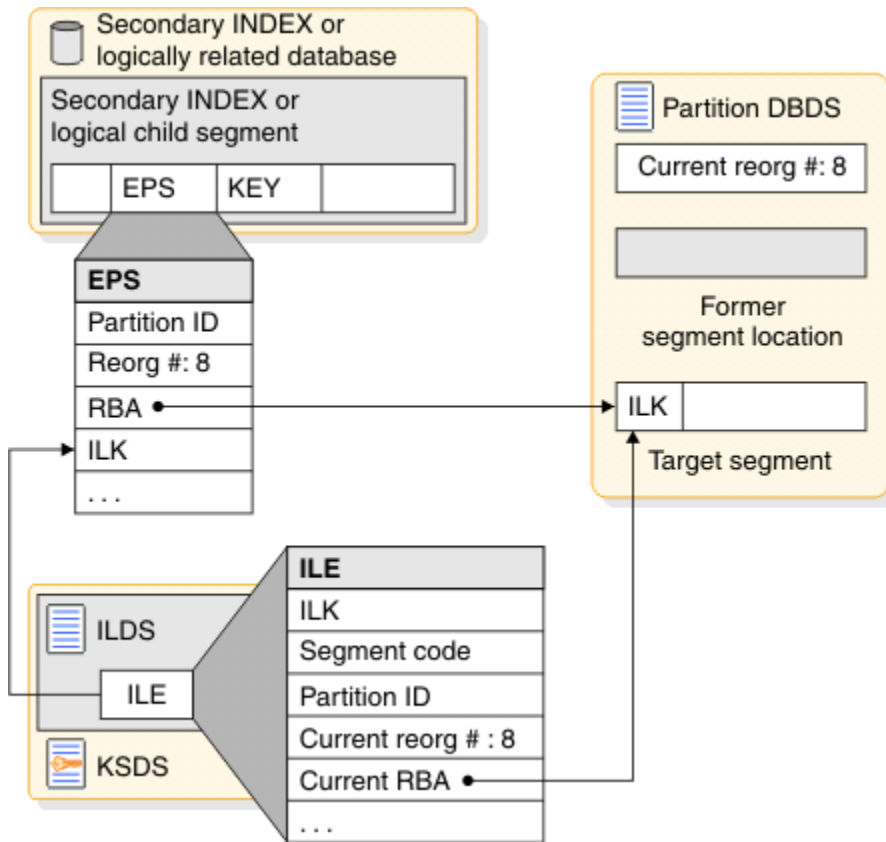 Secondary INDEX or
logically related database
Secondary INDEX or
logical child segment
EPS KEY
EPS
Partition ID
Reorg #: 8
RBA
ILK
. . .
Partition DBDS
Current reorg #: 8
Former
segment location
ILK
Target segment
ILDS
ILE
KSDS
ILE
ILK
Segment code
Partition ID
Current reorg # : 8
Current RBA
. . .